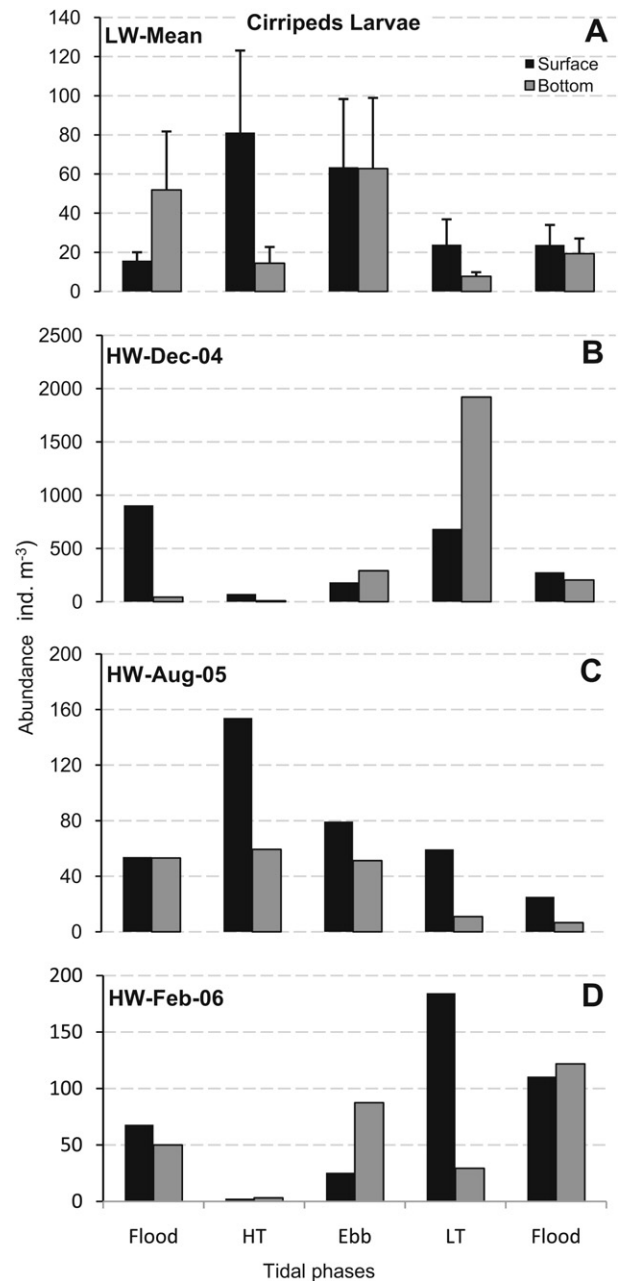 Cirripeds Larvae
LW-Mean
A
Surface
Bottom
140
120
100
80
60
40
20
0
HW-Dec-04
B
2500
2000
1500
1000
500
0
Abundance ind. m-3)
HW-Aug-05
C
200
160
120
80
40
0
HW-Feb-06
D
200
150
100
50
0
Flood HT Ebb LT Flood
Tidal phases